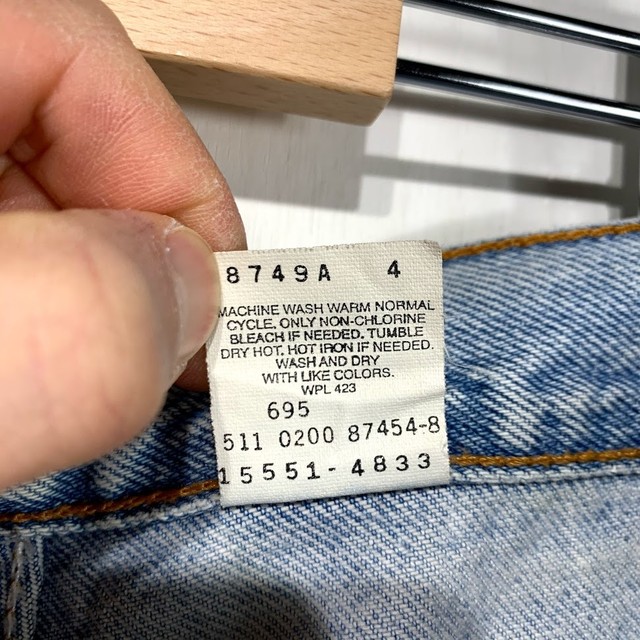 8749A 4
MACHINE WASH WARM NORMAL
CYCLE. ONLY NON-CHLORINE
BLEACH IF NEEDED. TUMBLE
DRY HOT. HOT IRON IF NEEDED.
WASH AND DRY
WITH LIKE COLORS.
WPL 423
695
511 0200 87454-8
15551-4833